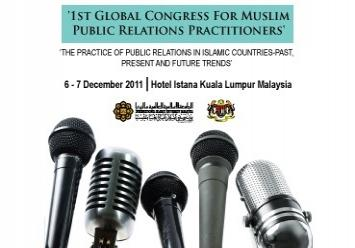 '1ST GLOBAL CONGRESS FOR MUSLIM
PUBLIC RELATIONS PRACTITIONERS'
'THE PRACTICE OF PUBLIC RELATIONS IN ISLAMIC COUNTRIES-PAST,
PRESENT AND FUTURE TRENDS'
6 - 7 December 2011 | Hotel Istana Kuala Lumpur Malaysia